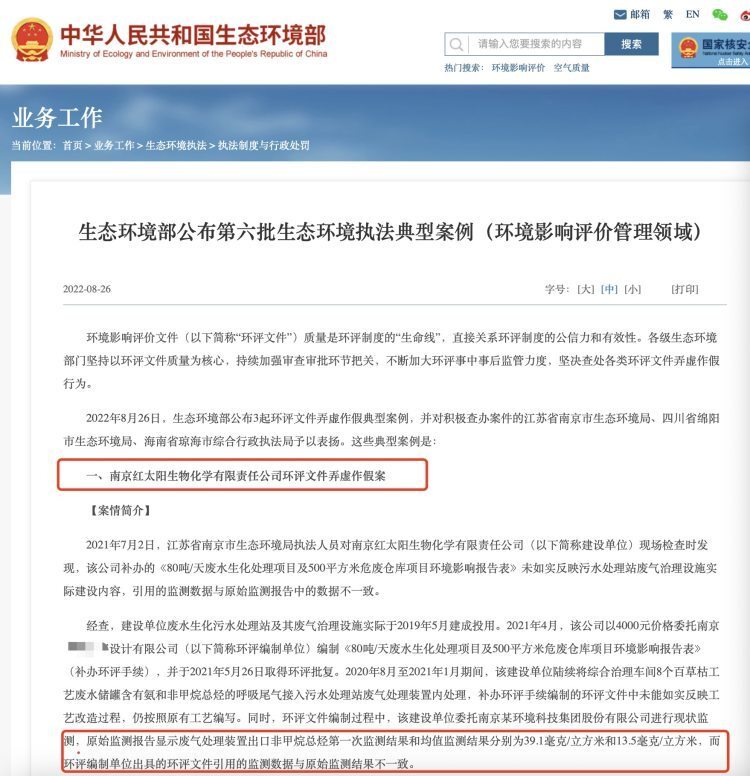 邮箱 繁 EN
中华人民共和国生态环境部
Ministry of Ecology and Environment of the People's Republic of China
请输入您要搜索的内容 搜索
国家核安全
点击进入
热门搜索： 环境影响评价 空气质量
业务工作
当前位置：首页 > 业务工作 > 生态环境执法 > 执法制度与行政处罚
生态环境部公布第六批生态环境执法典型案例（环境影响评价管理领域）
2022-08-26 字号：[大] [中] [小] [打印]
环境影响评价文件（以下简称“环评文件”）质量是环评制度的“生命线”，直接关系环评制度的公信力和有效性。各级生态环境
部门坚持以环评文件质量为核心，持续加强审查审批环节把关，不断加大环评事中事后监管力度，坚决查处各类环评文件弄虚作假
行为。
2022年8月26日，生态环境部公布3起环评文件弄虚作假典型案例，并对积极查办案件的江苏省南京市生态环境局、四川省绵阳
市生态环境局、海南省琼海市综合行政执法局予以表扬。这些典型案例是：
一、南京红太阳生物化学有限责任公司环评文件弄虚作假案
【案情简介】
2021年7月2日，江苏省南京市生态环境局执法人员对南京红太阳生物化学有限责任公司（以下简称建设单位）现场检查时发
现，该公司补办的《80吨/天废水生化处理项目及500平方米危废仓库项目环境影响报告表》未如实反映污水处理站废气治理设施实
际建设内容，引用的监测数据与原始监测报告中的数据不一致。
经查，建设单位废水生化污水处理站及其废气治理设施实际于2019年5月建成投用。2021年4月，该公司以4000元价格委托南京
设计有限公司（以下简称环评编制单位）编制《80吨/天废水生化处理项目及500平方米危废仓库项目环境影响报告表》
（补办环评手续），并于2021年5月26日取得环评批复。2020年8月至2021年1月期间，该建设单位陆续将综合治理车间8个百草枯工
艺废水储罐含有氨和非甲烷总烃的呼吸尾气接入污水处理站废气处理装置内处理，补办环评手续编制的环评文件中未能如实反映工
艺改造过程，仍按照原有工艺编写。同时，环评文件编制过程中，该建设单位委托南京某环境科技集团股份有限公司进行现状监
测，原始监测报告显示废气处理装置出口非甲烷总烃第一次监测结果和均值监测结果分别为39.1毫克/立方米和13.5毫克/立方米，而
环评编制单位出具的环评文件引用的监测数据与原始监测结果不一致。